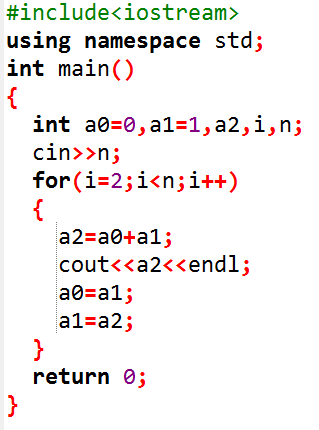 #include<iostream>
using namespace std;
int main()
{
int a0=0,a1=1,a2,i,n;
cin>>n;
for(i=2;i<n;i++)
{
a2=a0+a1;
cout<<a2<<endl;
a0=a1;
a1=a2;
}
return 0;
}